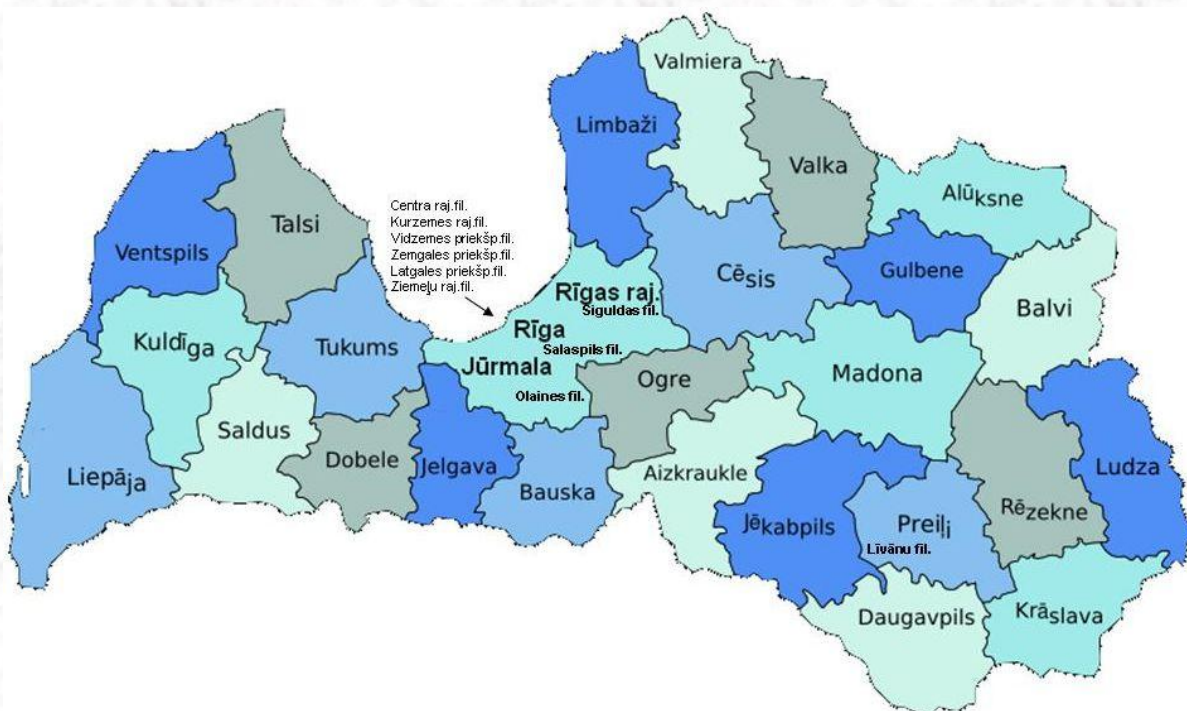 Valmiera
Limbaži
Valka
Alūksne
Centra raj.fil.
Kurzemes raj.fil.
Vidzemes priekšp.fil.
Zemgales priekšp.fil.
Latgales priekšp.fil.
Ziemeļu raj.fil.
Talsi
Ventspils
Cēsis
Gulbene
Balvi
Rīgas raj.
Siguldas fil.
Rīga
Salaspils fil.
Jūrmala
Olaines fil.
Kuldīga
Tukums
Ogre
Madona
Saldus
Dobele
Jelgava
Liepāja
Bauska
Aizkraukle
Ludza
Jēkabpils
Preiļi
Līvānu fil.
Rēzekne
Daugavpils
Krāslava